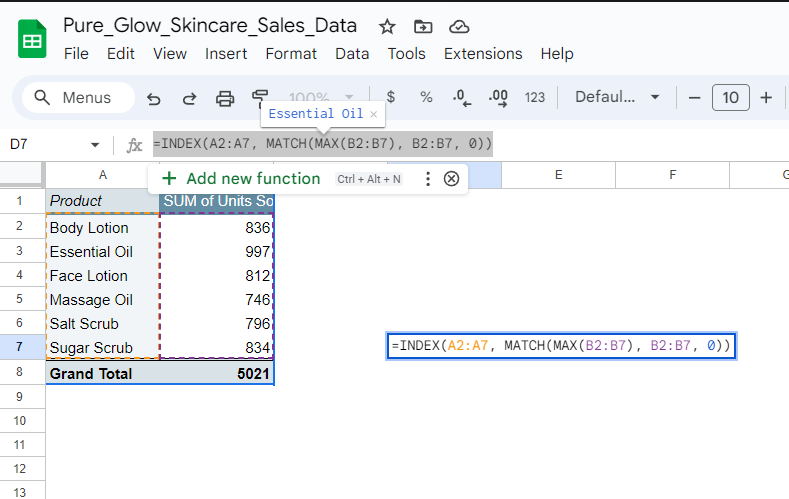 Pure_Glow_Skincare_Sales_Data
File Edit View Insert Format Data Tools Extensions Help
Menus 100% $ % .0 .00 123 Defaul... 10
Essential Oil ×
D7 fx =INDEX(A2:A7, MATCH(MAX(B2:B7), B2:B7, 0))
+ Add new function Ctrl + Alt + N
A E F G
1 Product SUM of Units So
2 Body Lotion 836
3 Essential Oil 997
4 Face Lotion 812
5 Massage Oil 746
6 Salt Scrub 796
7 Sugar Scrub 834 =INDEX(A2:A7, MATCH(MAX(B2:B7), B2:B7, 0))
8 Grand Total 5021
9
10
11
12
13